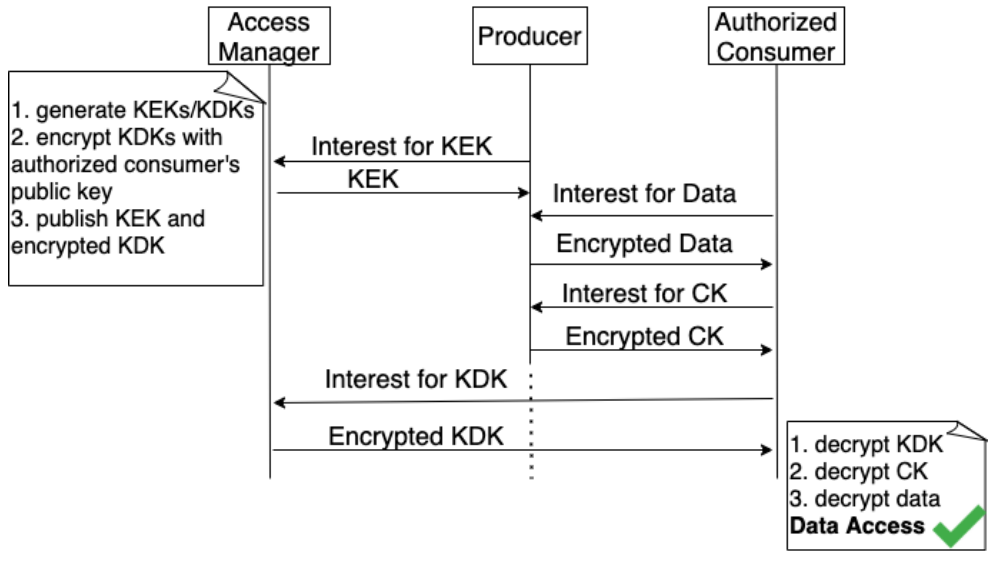 Access
Manager
Producer
Authorized
Consumer
1. generate KEKs/KDKs
2. encrypt KDKs with
authorized consumer's
public key
3. publish KEK and
encrypted KDK
Interest for KEK
KEK
Interest for Data
Encrypted Data
Interest for CK
Encrypted CK
Interest for KDK
Encrypted KDK
1. decrypt KDK
2. decrypt CK
3. decrypt data
Data Access